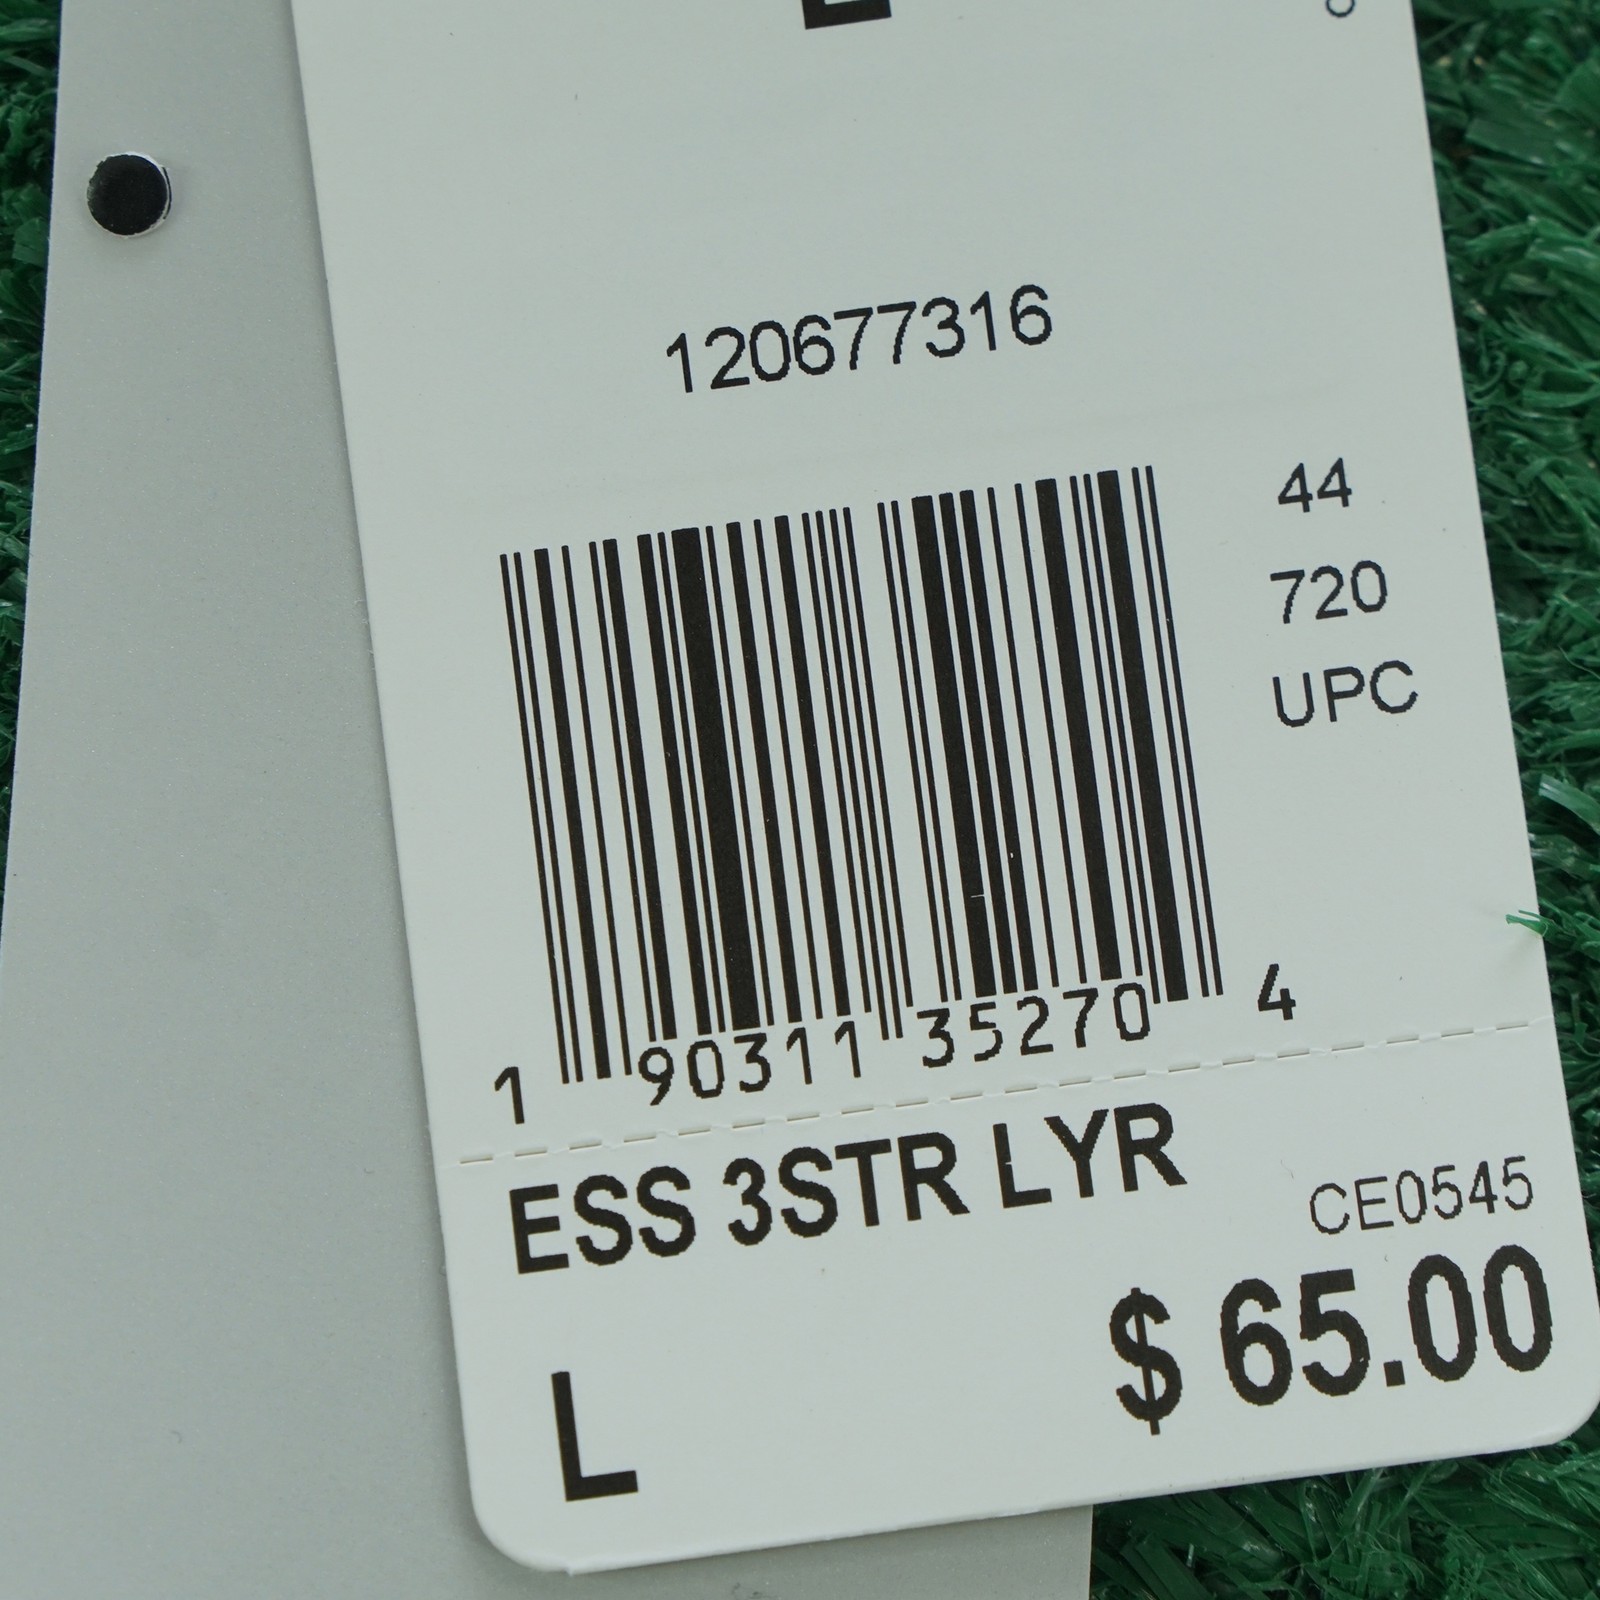 L
120677316
44
720
UPC
1 90311 35270 4
ESS 3STR LYR
CE0545
$ 65.00
L